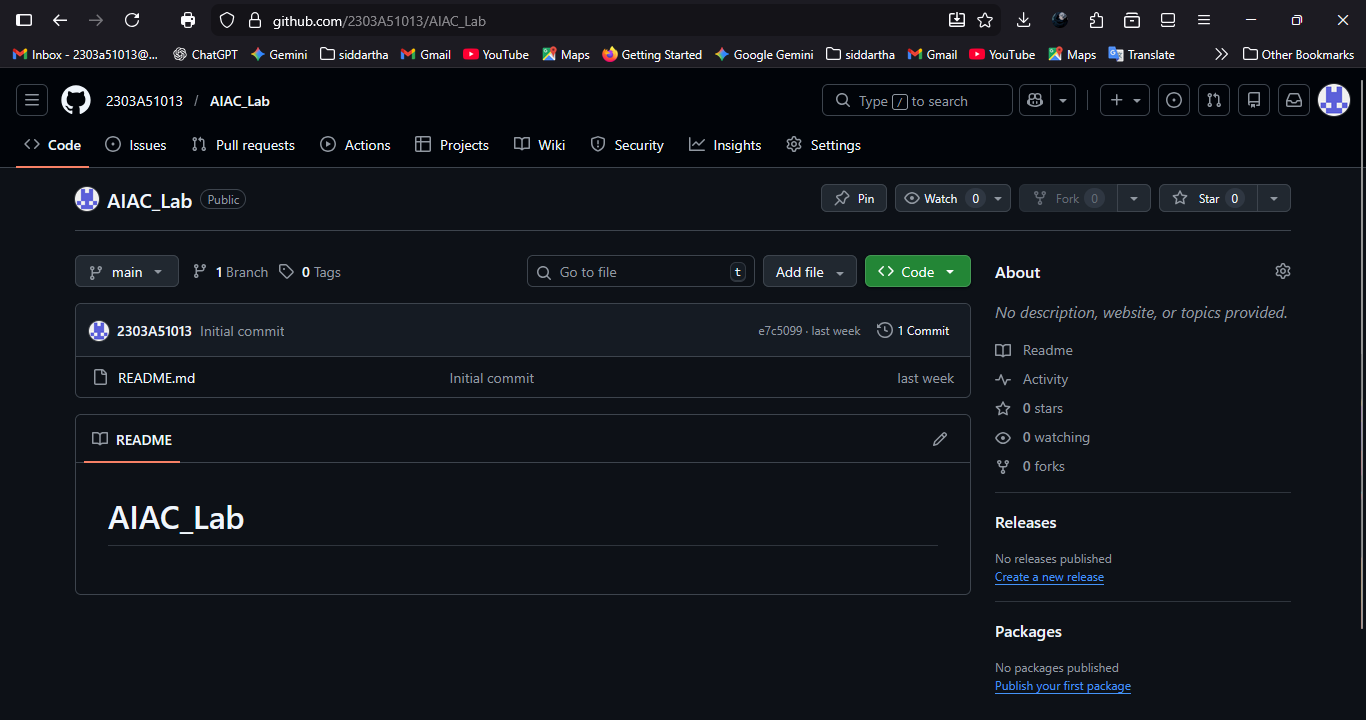 github.com/2303A51013/AIAC_Lab
Inbox - 2303a51013@... ChatGPT Gemini siddartha Gmail YouTube Maps Getting Started Google Gemini siddartha Gmail YouTube Maps Translate Other Bookmarks
2303A51013 / AIAC_Lab Type / to search
Code Issues Pull requests Actions Projects Wiki Security Insights Settings
AIAC_Lab Public Pin Watch 0 Fork 0 Star 0
main 1 Branch 0 Tags Go to file t Add file Code
2303A51013 Initial commit e7c5099 · last week 1 Commit
README.md Initial commit last week
README
AIAC_Lab
About
No description, website, or topics provided.
Readme
Activity
0 stars
0 watching
0 forks
Releases
No releases published
Create a new release
Packages
No packages published
Publish your first package